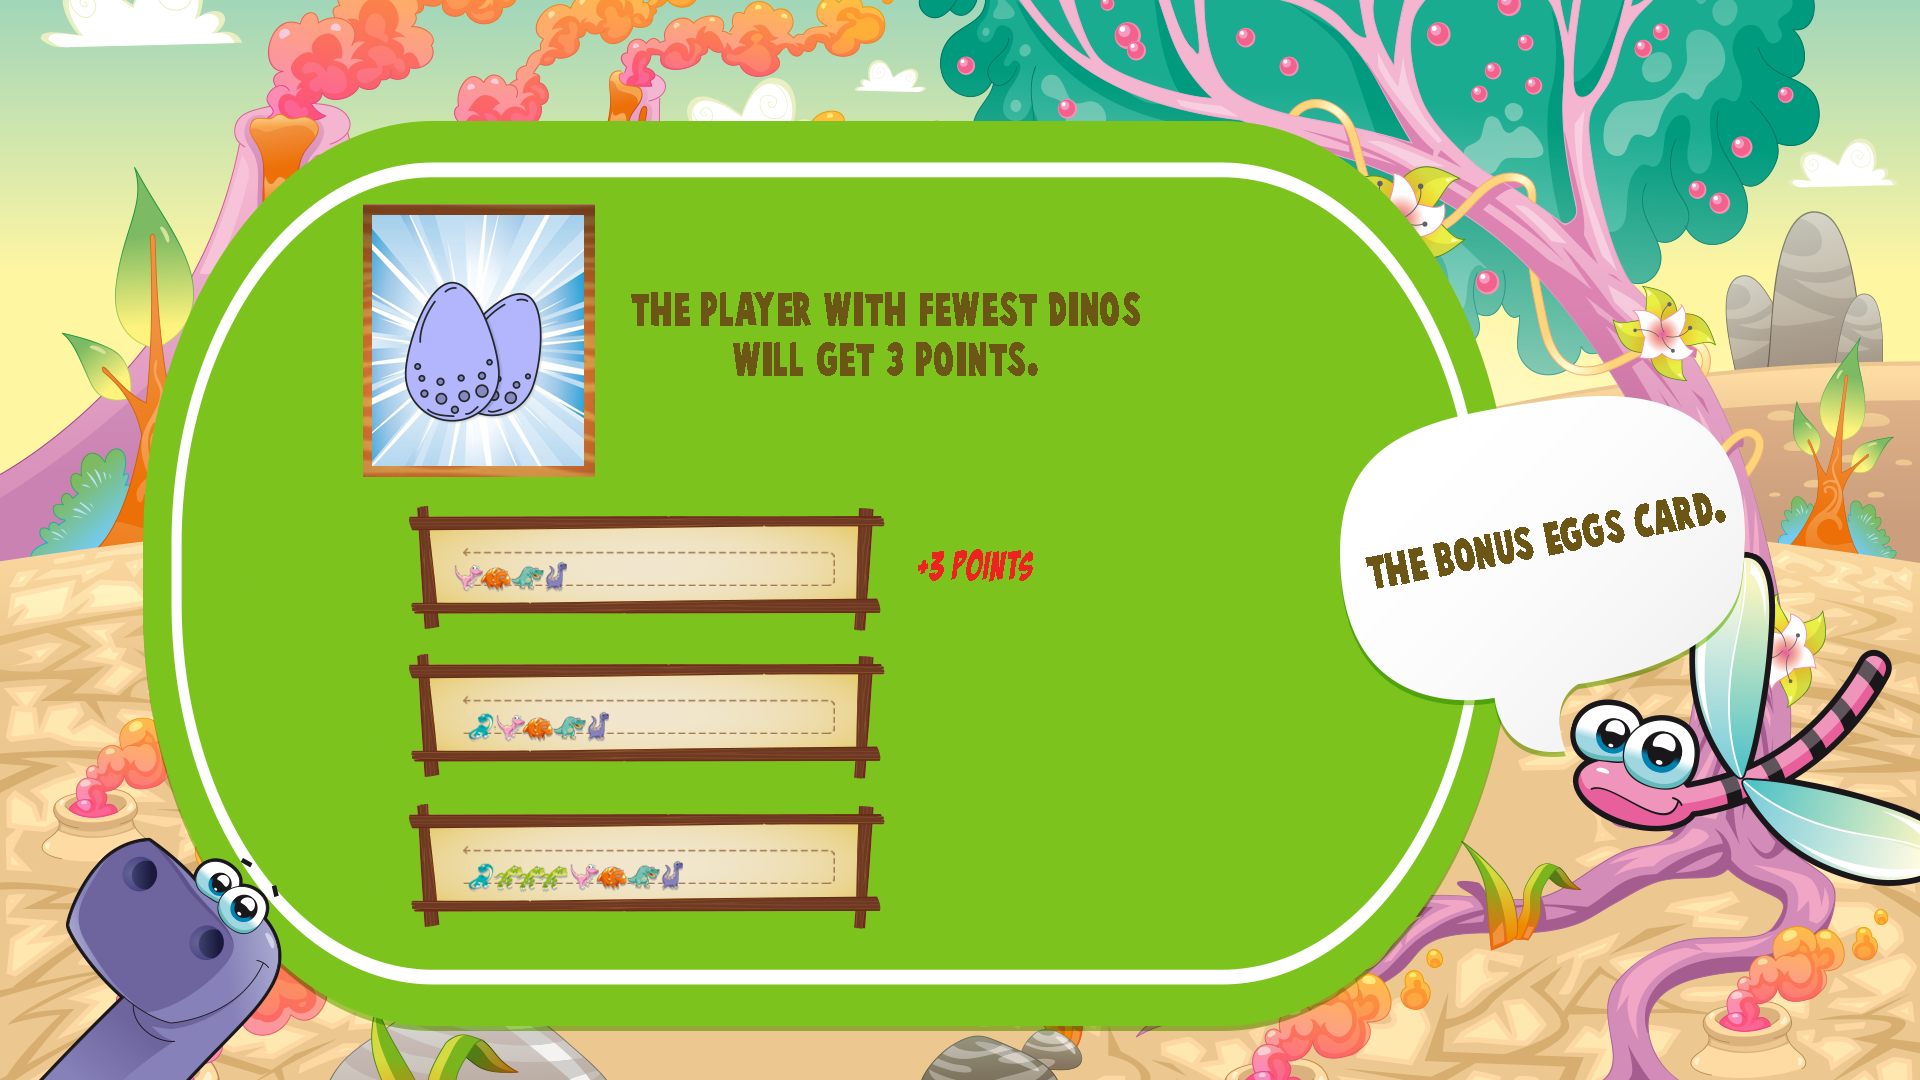 THE PLAYER WITH FEWEST DINOS
WILL GET 3 POINTS.
+3 POINTS
THE BONUS EGGS CARD.